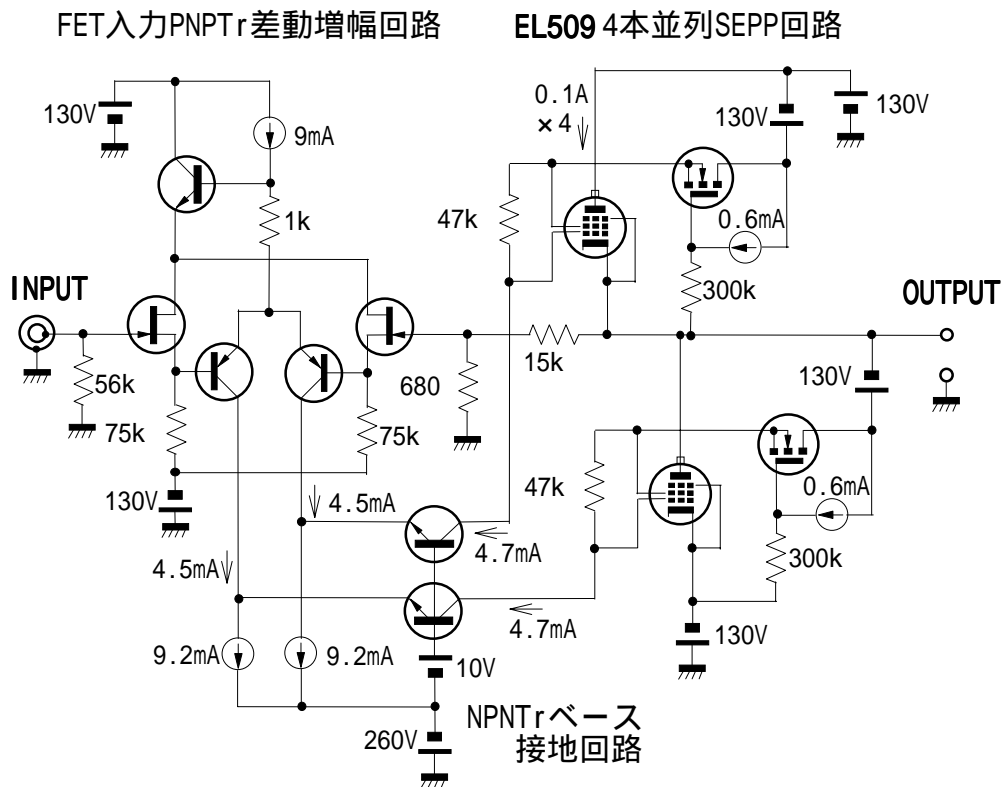 FET入力PNPTr差動増幅回路
EL509 4本並列SEPP回路
130V
9mA
0.1A
×4
130V
130V
1k
47k
0.6mA
300k
INPUT
OUTPUT
56k
15k
680
130V
75k
75k
47k
0.6mA
130V
4.5mA
4.7mA
300k
4.5mA
4.7mA
130V
9.2mA
9.2mA
10V
NPNTrベース
接地回路
260V